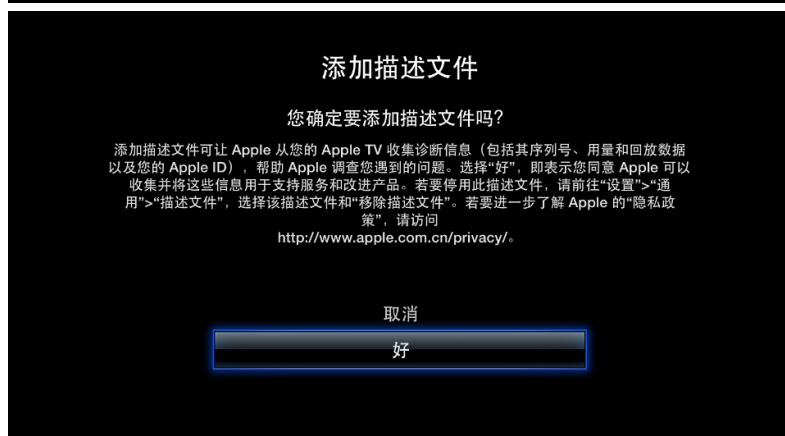 添加描述文件
您确定要添加描述文件吗?
添加描述文件可让 Apple 从您的 Apple TV 收集诊断信息（包括其序列号、用量和回放数据
以及您的 Apple ID），帮助 Apple 调查您遇到的问题。选择“好”，即表示您同意 Apple 可以
收集并将这些信息用于支持服务和改进产品。若要停用此描述文件，请前往“设置”>“通
用”>“描述文件”，选择该描述文件和“移除描述文件”。若要进一步了解 Apple 的“隐私政
策”，请访问
http://www.apple.com.cn/privacy/。
取消
好